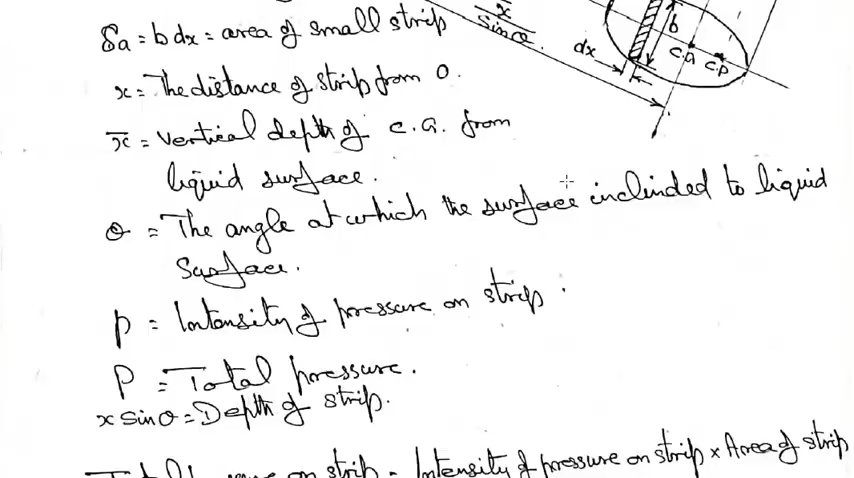 x̄
sinθ
b
dx
C.G
C.P
δa = b dx = area of small strip
x = The distance of strip from O.
x̄ = Vertical depth of C.G. from
liquid surface.
θ = The angle at which the surface inclinded to liquid
Surface.
p = Intensity of pressure on strip.
P = Total pressure.
x sinθ = Depth of strip.
on strip = Intensity of pressure on strip x Area of strip